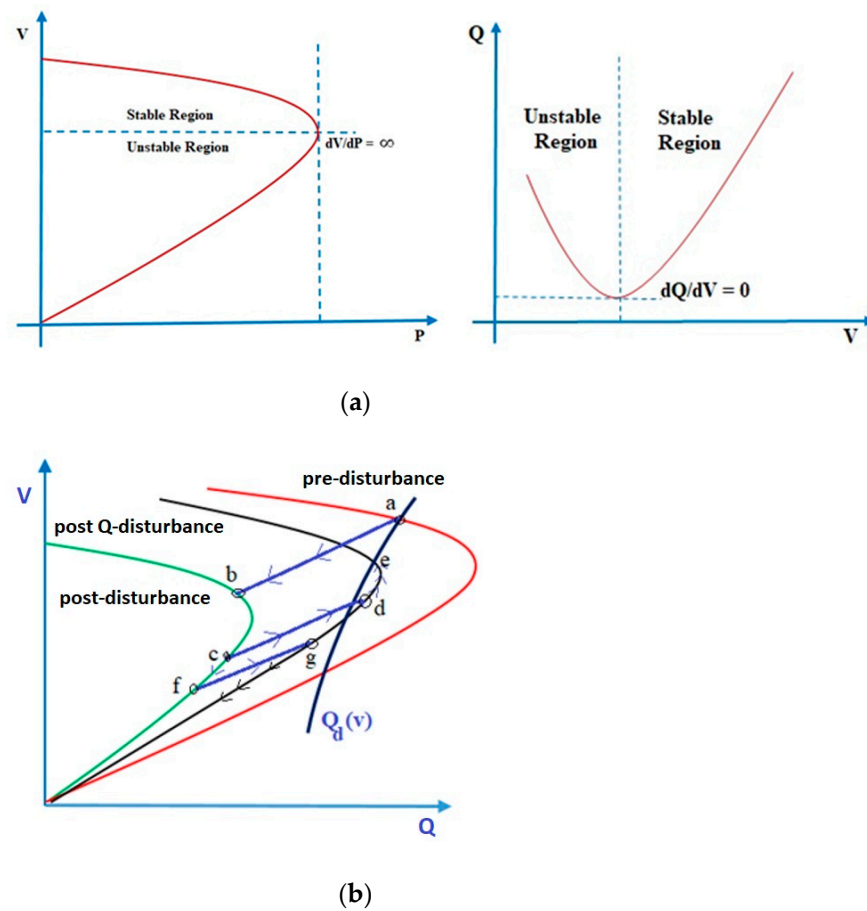 V
Stable Region
Unstable Region
dV/dP = ∞
P
Q
Unstable
Region
Stable
Region
dQ/dV = 0
V
(a)
V
pre-disturbance
a
post Q-disturbance
e
b
post-disturbance
d
c
g
f
Qd(v)
Q
(b)